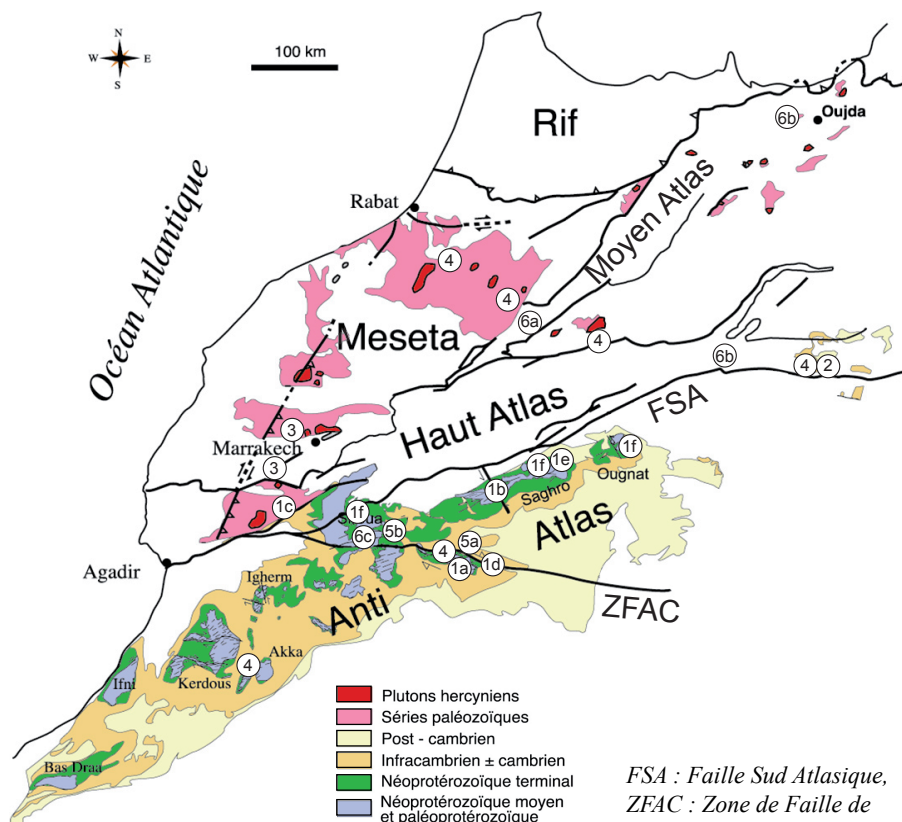 N
W E
S
100 km
Rif
6b
Oujda
Océan Atlantique
Rabat
Moyen Atlas
4
4
Meseta
6a
4
6b
4 2
Haut Atlas
FSA
3
Marrakech
3
1f
1f 1e
Ougnat
1b
Saghro
1c
1f
Atlas
6c 5b
5a
4
1a 1d
Agadir
Igherm
ZFAC
Anti
Akka
4
Ifni
Kerdous
Bas Draa
Plutons hercyniens
Séries paléozoïques
Post - cambrien
Infracambrien ± cambrien
Néoprotérozoïque terminal
Néoprotérozoïque moyen
et paléoprotérozoïque
FSA : Faille Sud Atlasique,
ZFAC : Zone de Faille de